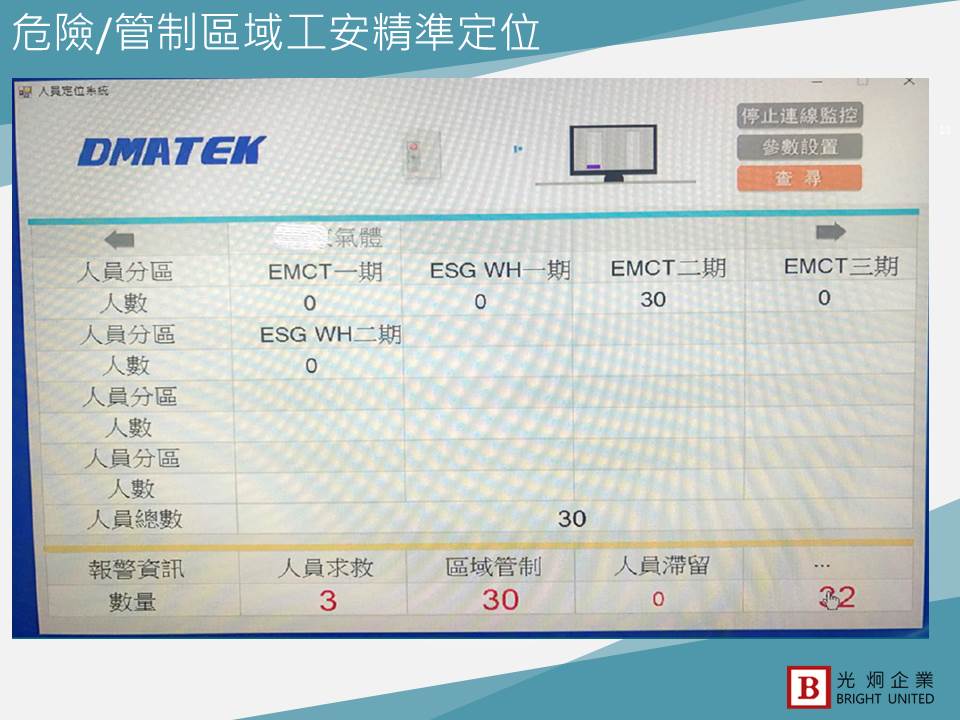 危險/管制區域工安精準定位
人員定位系統
DMATEK
停止連線監控
參數設置
查 尋
氣體
人員分區 EMCT一期 ESG WH一期 EMCT二期 EMCT三期
人數 0 0 30 0
人員分區 ESG WH二期
人數 0
人員分區
人數
人員分區
人數
人員總數 30
報警資訊 人員求救 區域管制 人員滯留 ...
數量 3 30 0 32
B 光炯企業
BRIGHT UNITED